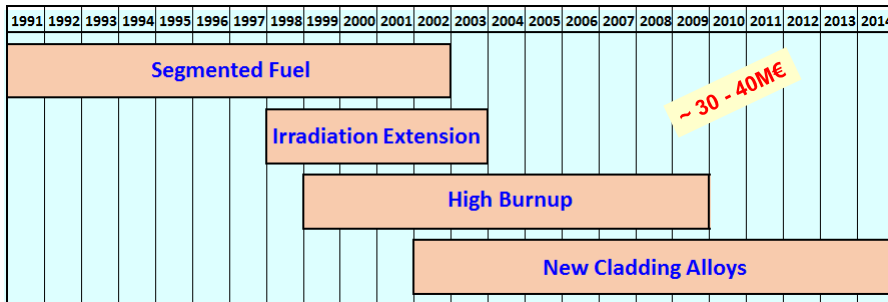 1991 1992 1993 1994 1995 1996 1997 1998 1999 2000 2001 2002 2003 2004 2005 2006 2007 2008 2009 2010 2011 2012 2013 2014
Segmented Fuel
~ 30 - 40M€
Irradiation Extension
High Burnup
New Cladding Alloys